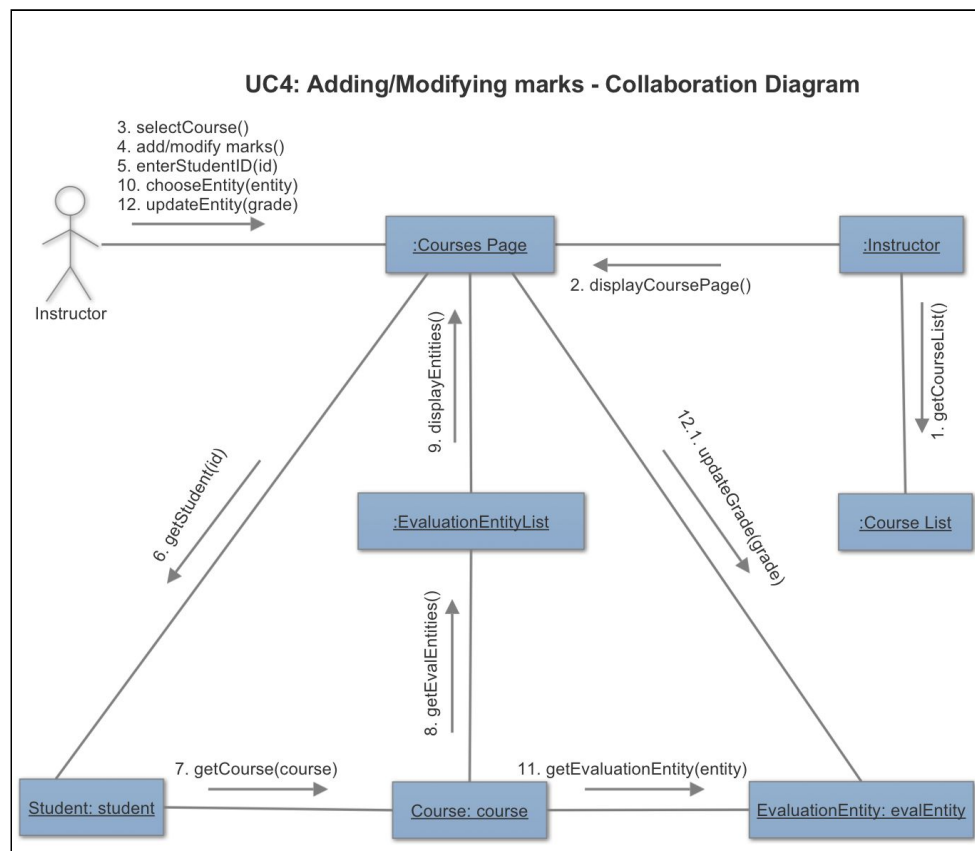 UC4: Adding/Modifying marks - Collaboration Diagram
3. selectCourse()
4. add/modify marks()
5. enterStudentID(id)
10. chooseEntity(entity)
12. updateEntity(grade)
Instructor
:Courses Page
:Instructor
2. displayCoursePage()
1. getCourseList()
9. displayEntities()
12.1. updateGrade(grade)
6. getStudent(id)
:EvaluationEntityList
:Course List
8. getEvalEntities()
7. getCourse(course)
11. getEvaluationEntity(entity)
Student: student
Course: course
EvaluationEntity: evalEntity